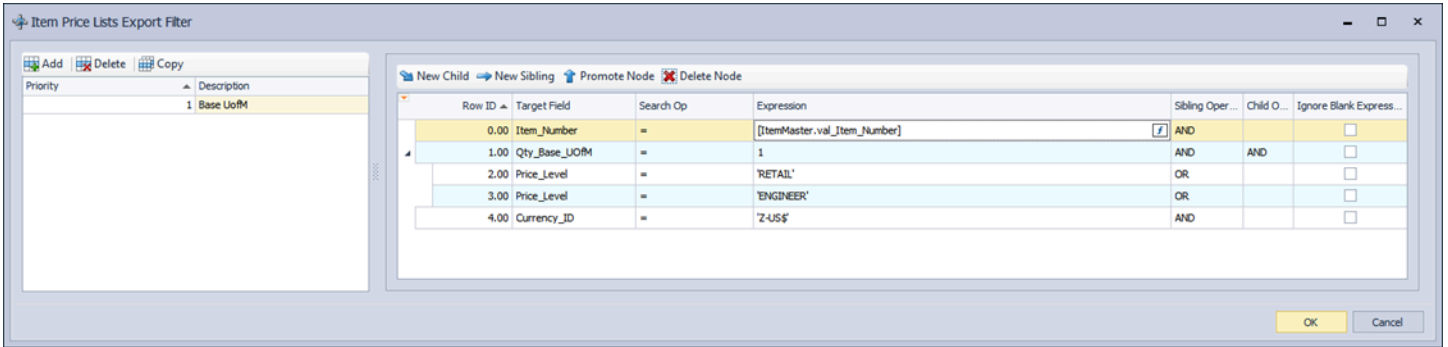 Item Price Lists Export Filter
Add Delete Copy
Priority Description
1 Base UofM
New Child New Sibling Promote Node Delete Node
Row ID Target Field Search Op Expression Sibling Oper... Child O... Ignore Blank Express...
0.00 Item_Number = [ItemMaster.val_Item_Number] f AND
1.00 Qty_Base_UOfM = 1 AND AND
2.00 Price_Level = 'RETAIL' OR
3.00 Price_Level = 'ENGINEER' OR
4.00 Currency_ID = 'Z-US$' AND
OK Cancel